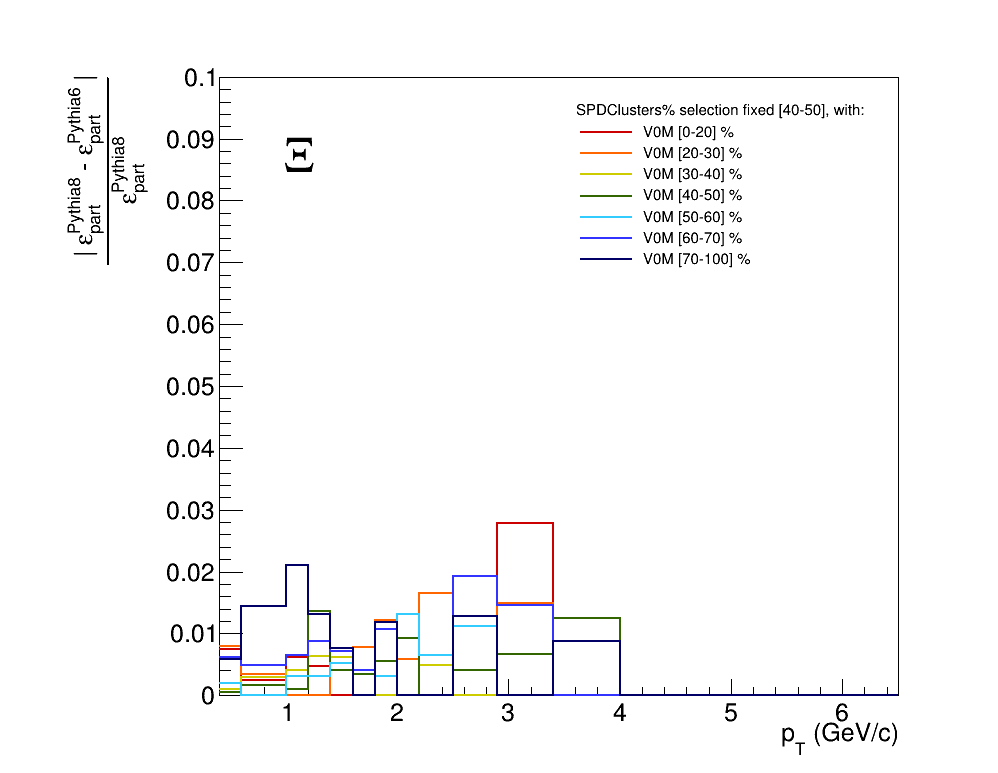 | ε_part^Pythia8 - ε_part^Pythia6 |
ε_part^Pythia8
Ξ
SPDClusters% selection fixed [40-50], with:
V0M [0-20] %
V0M [20-30] %
V0M [30-40] %
V0M [40-50] %
V0M [50-60] %
V0M [60-70] %
V0M [70-100] %
0.1
0.09
0.08
0.07
0.06
0.05
0.04
0.03
0.02
0.01
0
1 2 3 4 5 6
p_T (GeV/c)